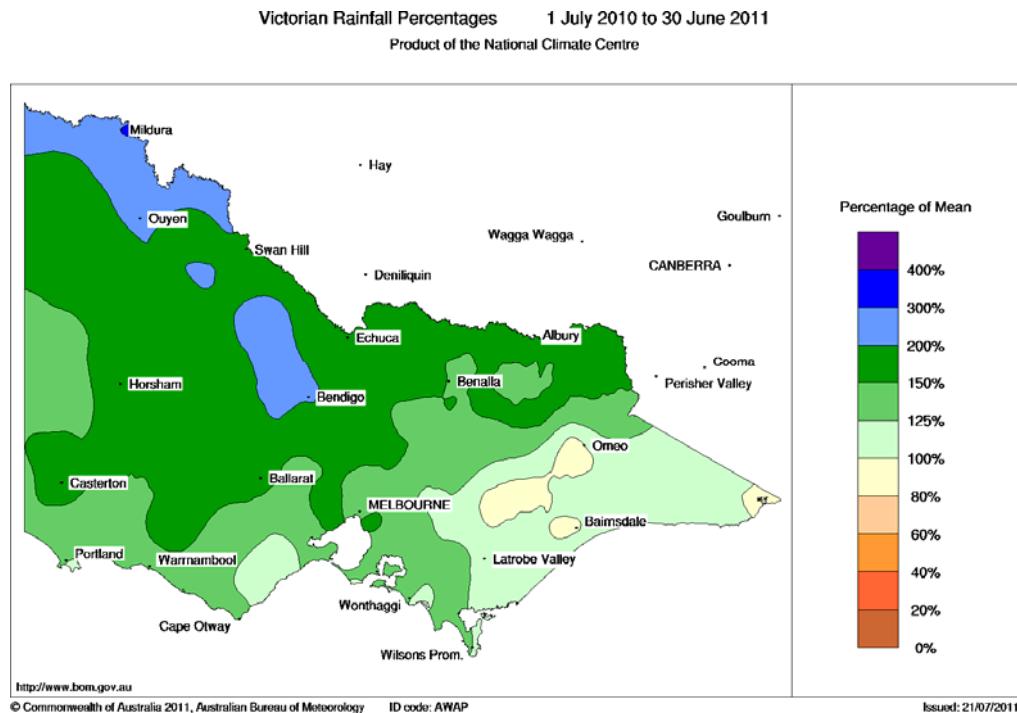 Victorian Rainfall Percentages 1 July 2010 to 30 June 2011
Product of the National Climate Centre
Mildura
Hay
Ouyen
Goulburn
Wagga Wagga
Swan Hill
CANBERRA
Deniliquin
Echuca
Albury
Cooma
Horsham
Benalla
Perisher Valley
Bendigo
Omeo
Casterton
Ballarat
MELBOURNE
Bairnsdale
Portland
Warrnambool
Latrobe Valley
Wonthaggi
Cape Otway
Wilsons Prom.
Percentage of Mean
400%
300%
200%
150%
125%
100%
80%
60%
40%
20%
0%
http://www.bom.gov.au
© Commonwealth of Australia 2011, Australian Bureau of Meteorology ID code: AWAP Issued: 21/07/2011